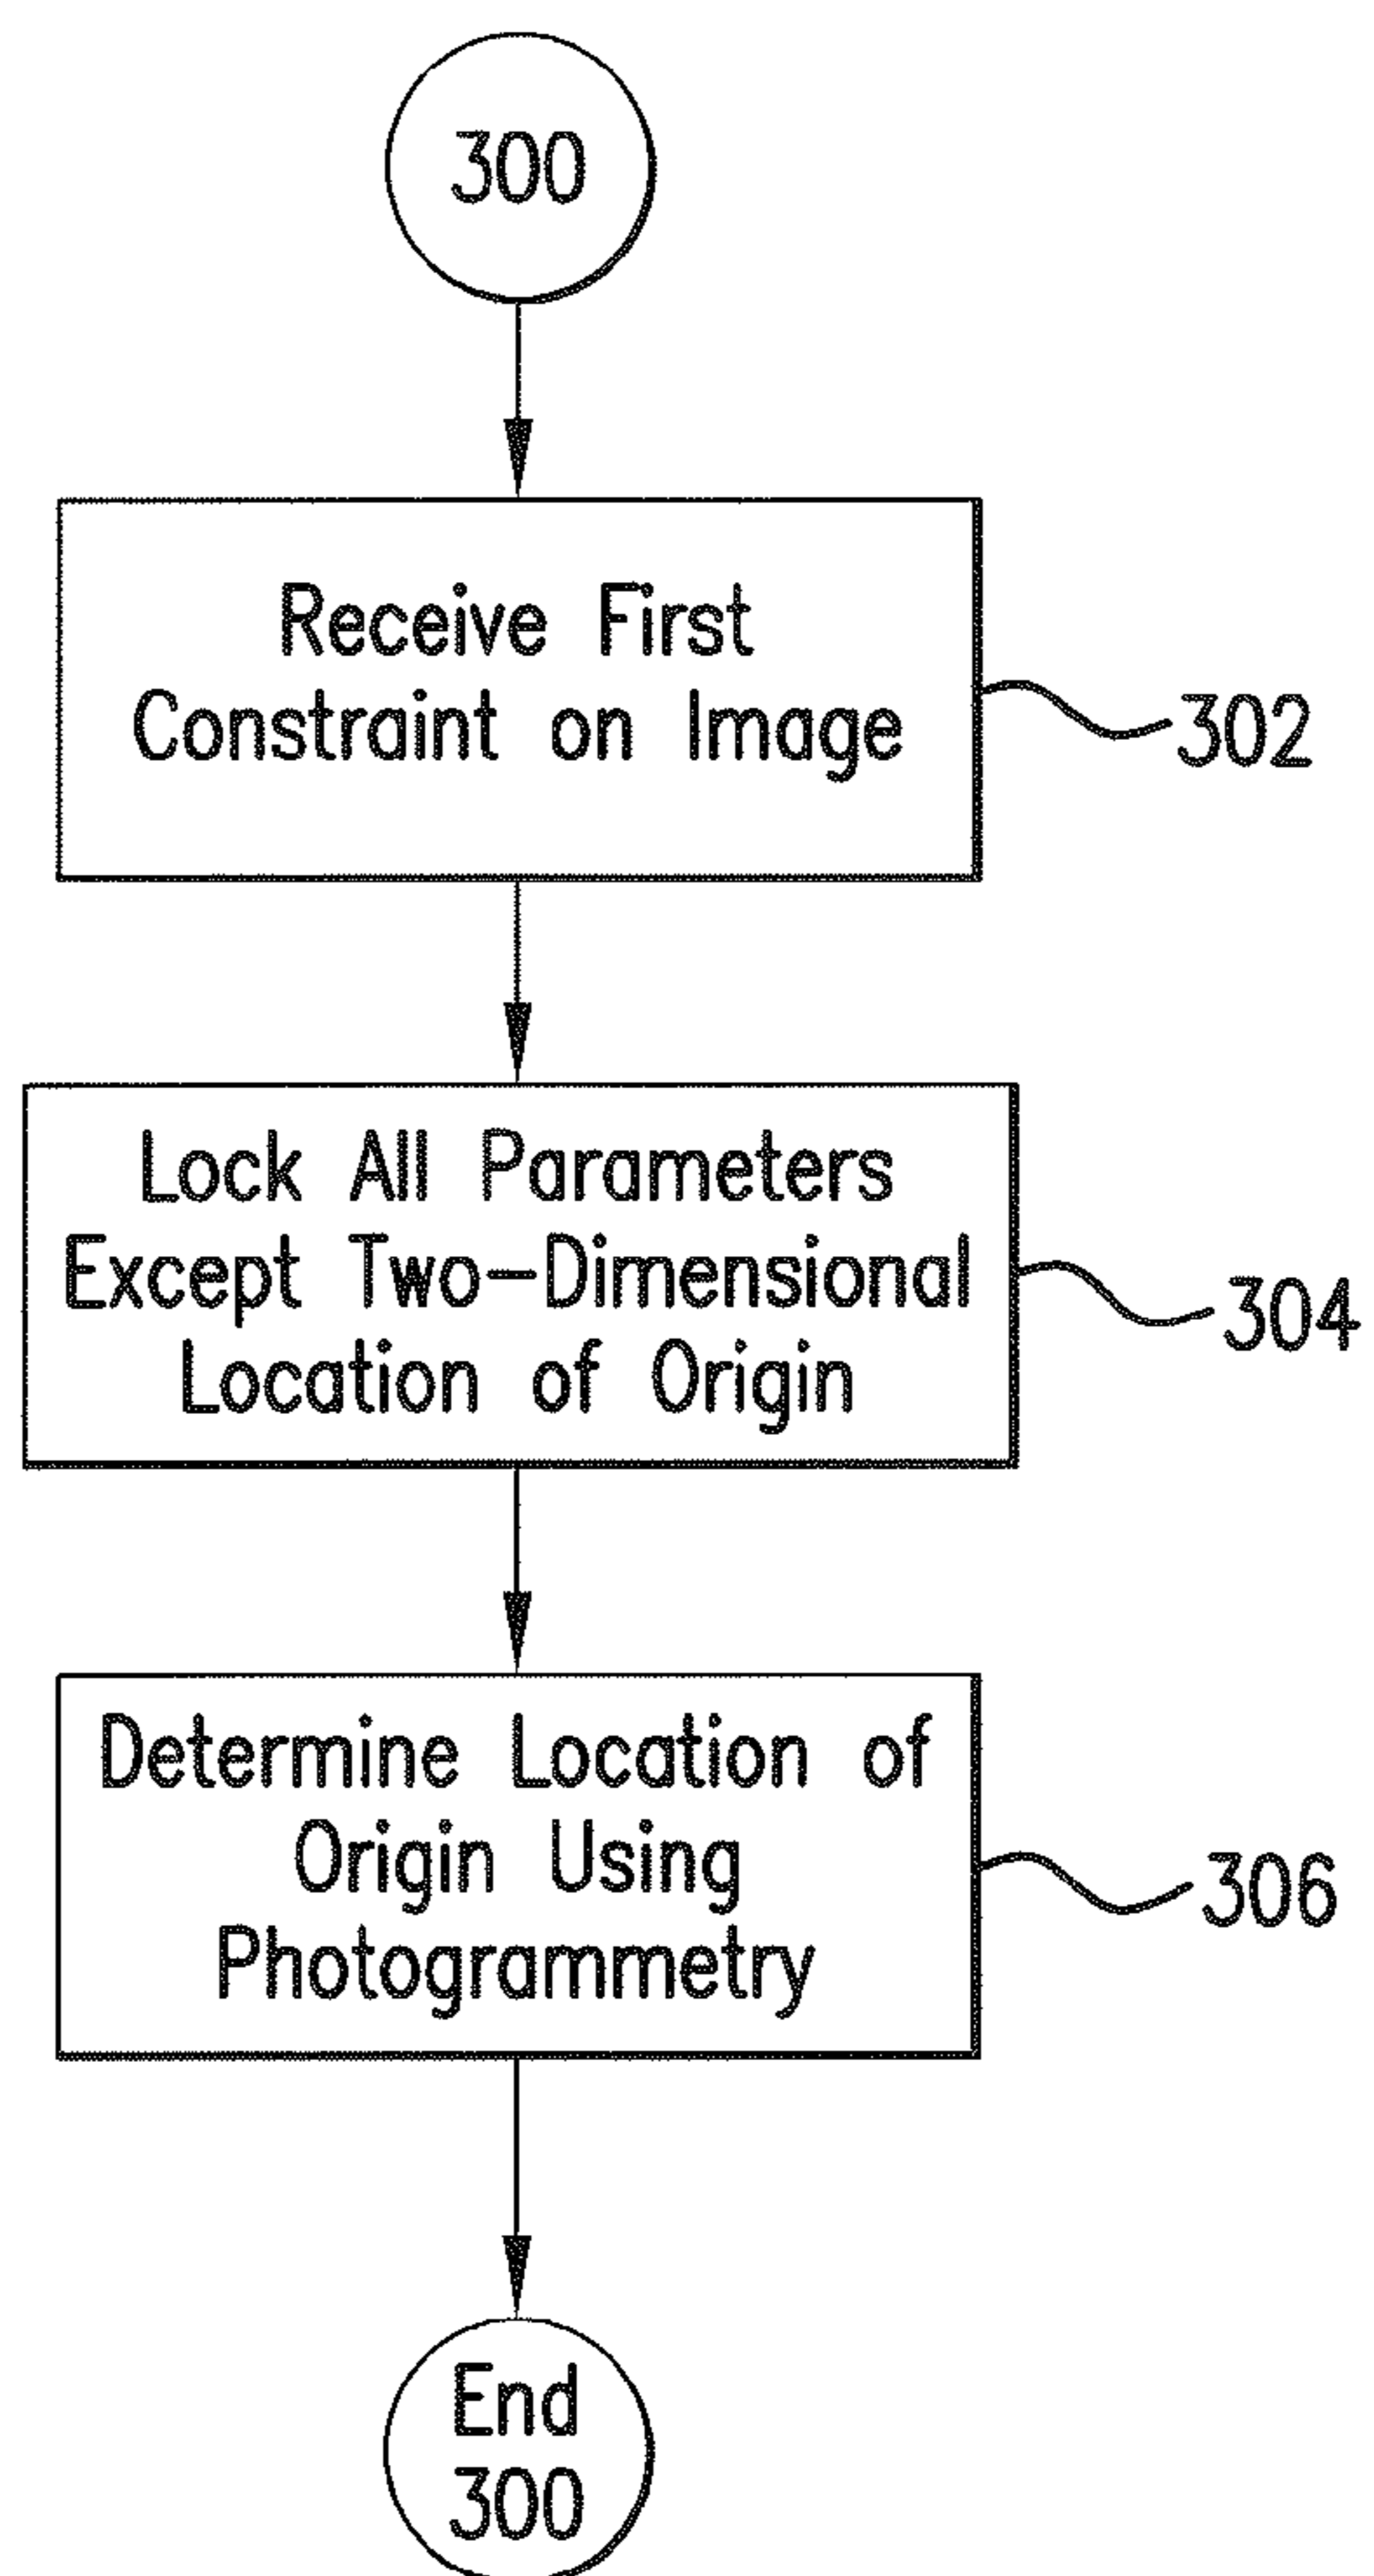 300
Receive First
Constraint on Image
302
Lock All Parameters
Except Two-Dimensional
Location of Origin
304
Determine Location of
Origin Using
Photogrammetry
306
End
300